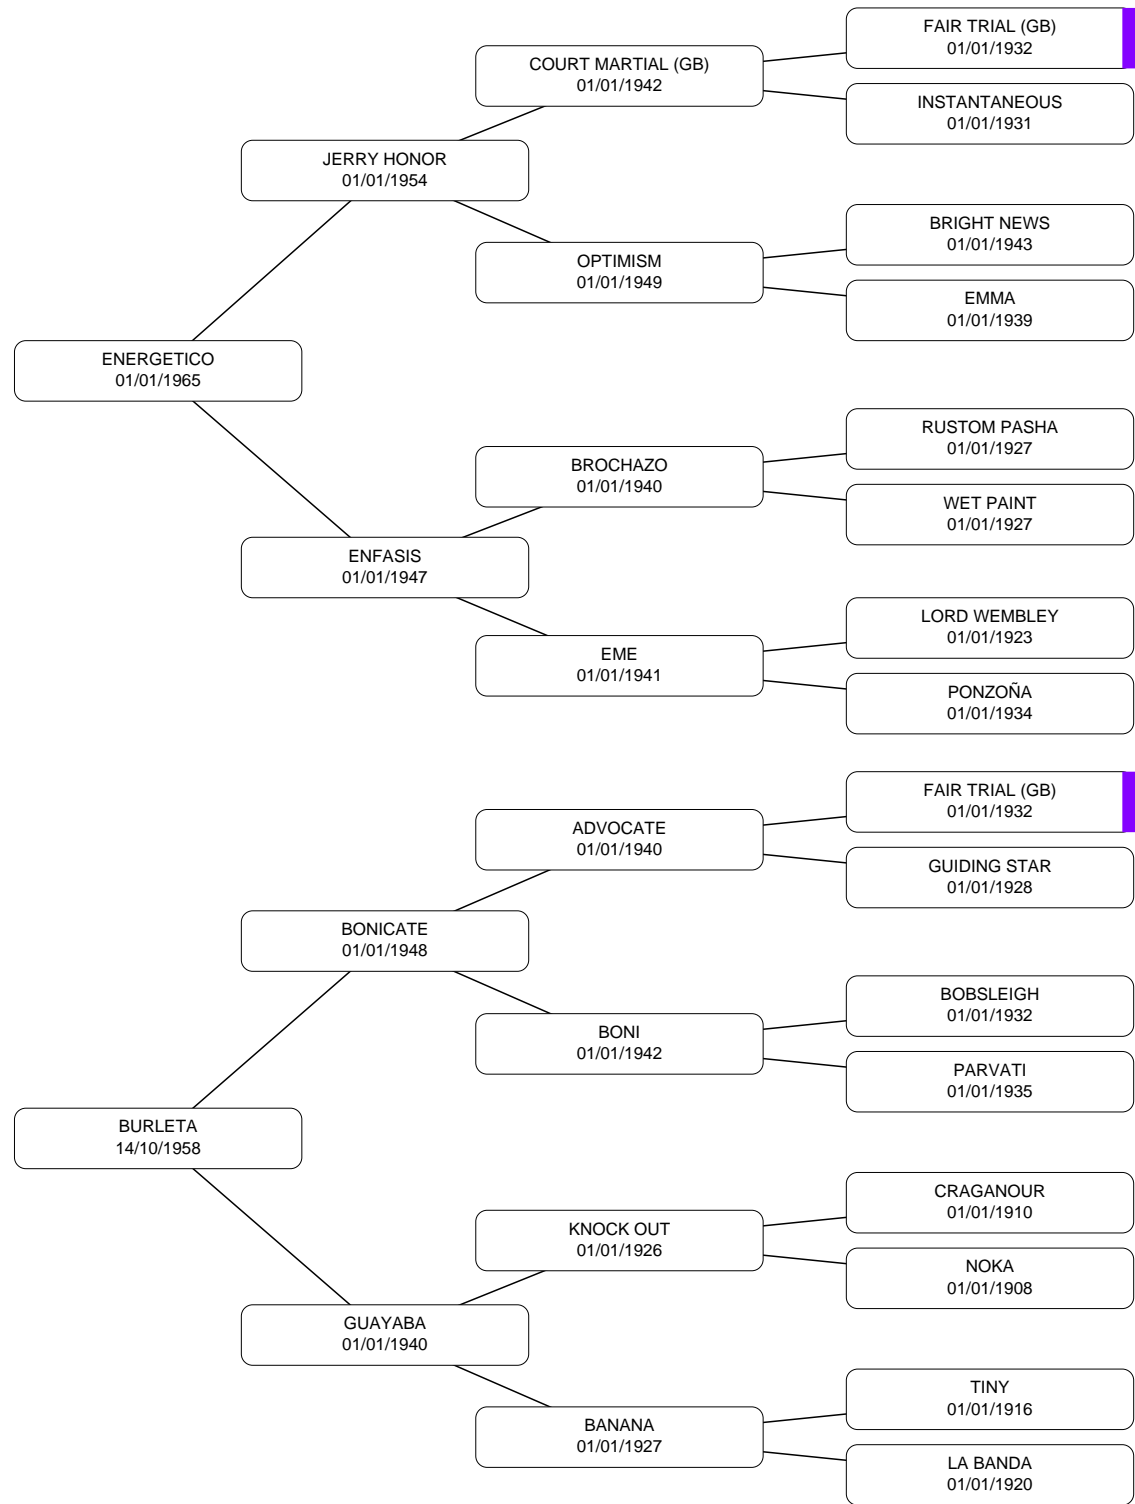 FAIR TRIAL (GB)
01/01/1932
COURT MARTIAL (GB)
01/01/1942
INSTANTANEOUS
01/01/1931
JERRY HONOR
01/01/1954
BRIGHT NEWS
01/01/1943
OPTIMISM
01/01/1949
EMMA
01/01/1939
ENERGETICO
01/01/1965
RUSTOM PASHA
01/01/1927
BROCHAZO
01/01/1940
WET PAINT
01/01/1927
ENFASIS
01/01/1947
LORD WEMBLEY
01/01/1923
EME
01/01/1941
PONZOÑA
01/01/1934
FAIR TRIAL (GB)
01/01/1932
ADVOCATE
01/01/1940
GUIDING STAR
01/01/1928
BONICATE
01/01/1948
BOBSLEIGH
01/01/1932
BONI
01/01/1942
PARVATI
01/01/1935
BURLETA
14/10/1958
CRAGANOUR
01/01/1910
KNOCK OUT
01/01/1926
NOKA
01/01/1908
GUAYABA
01/01/1940
TINY
01/01/1916
BANANA
01/01/1927
LA BANDA
01/01/1920